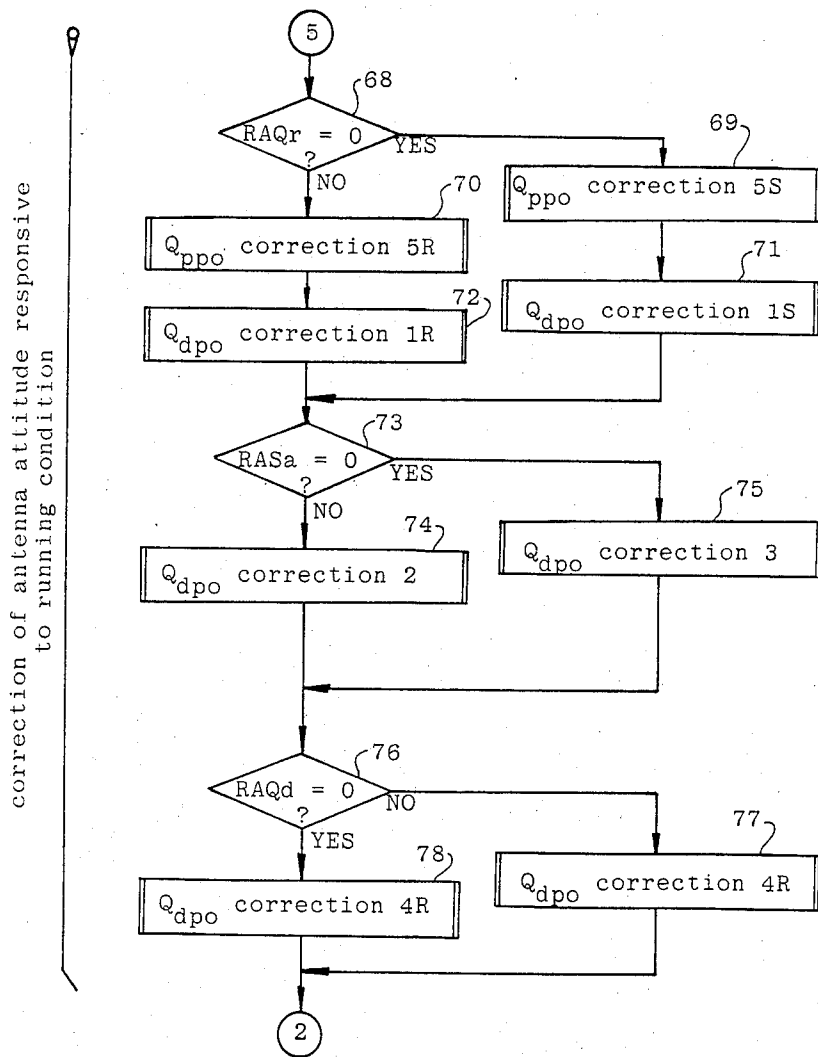 correction of antenna attitude responsive
to running condition
5
68
RAQr = 0
?
YES
NO
69
Qppo correction 5S
70
Qppo correction 5R
71
Qdpo correction 1S
72
Qdpo correction 1R
73
RASa = 0
?
YES
NO
74
Qdpo correction 2
75
Qdpo correction 3
76
RAQd = 0
?
NO
YES
77
Qdpo correction 4R
78
Qdpo correction 4R
2